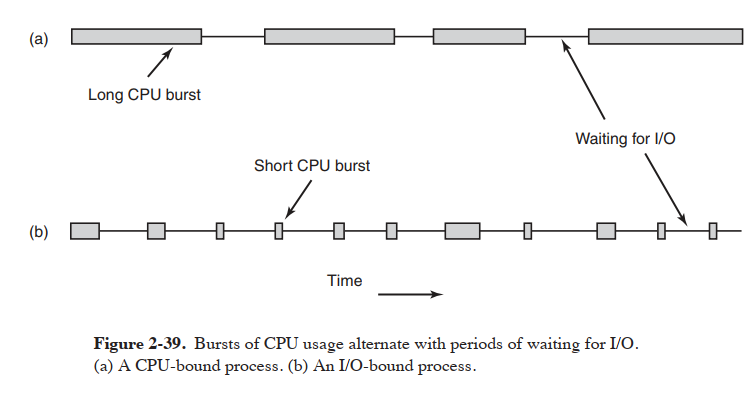 (a)
Long CPU burst
Waiting for I/O
Short CPU burst
(b)
Time
Figure 2-39. Bursts of CPU usage alternate with periods of waiting for I/O.
(a) A CPU-bound process. (b) An I/O-bound process.